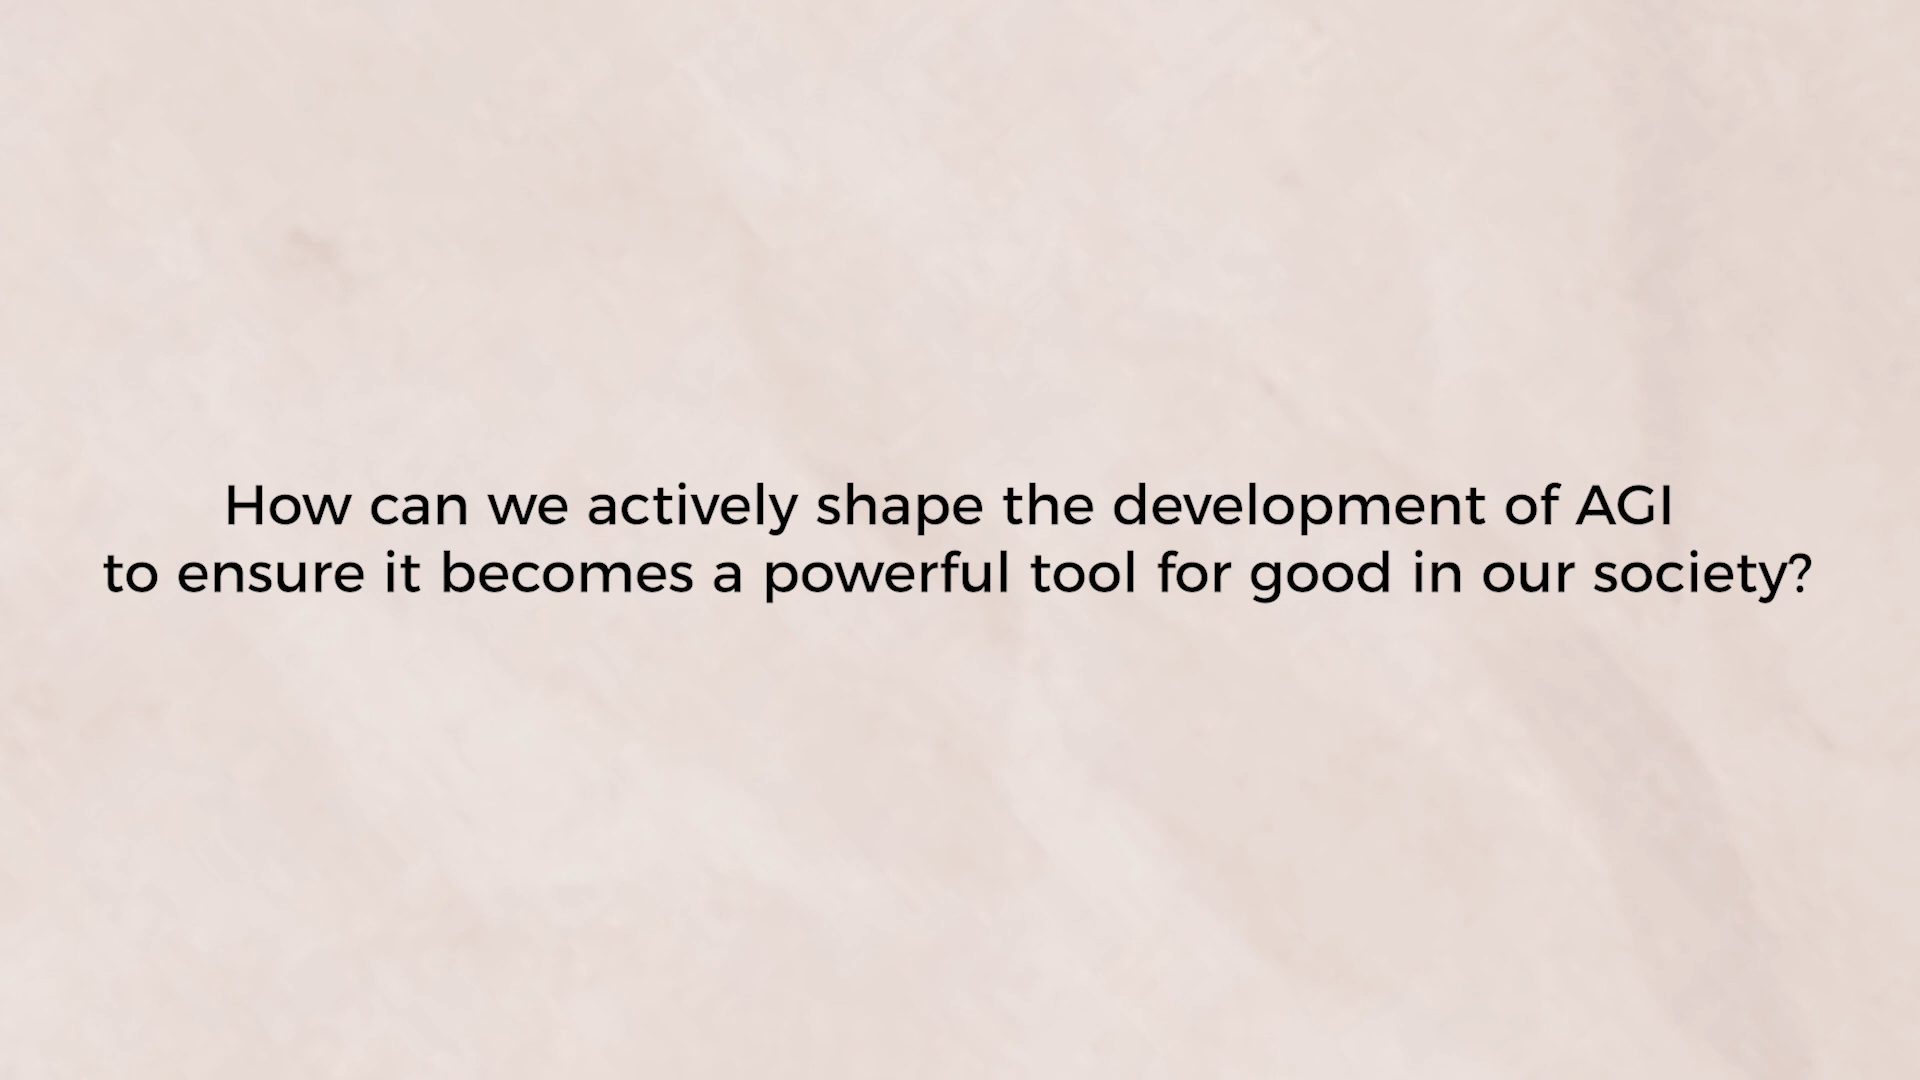 How can we actively shape the development of AGI
to ensure it becomes a powerful tool for good in our society?